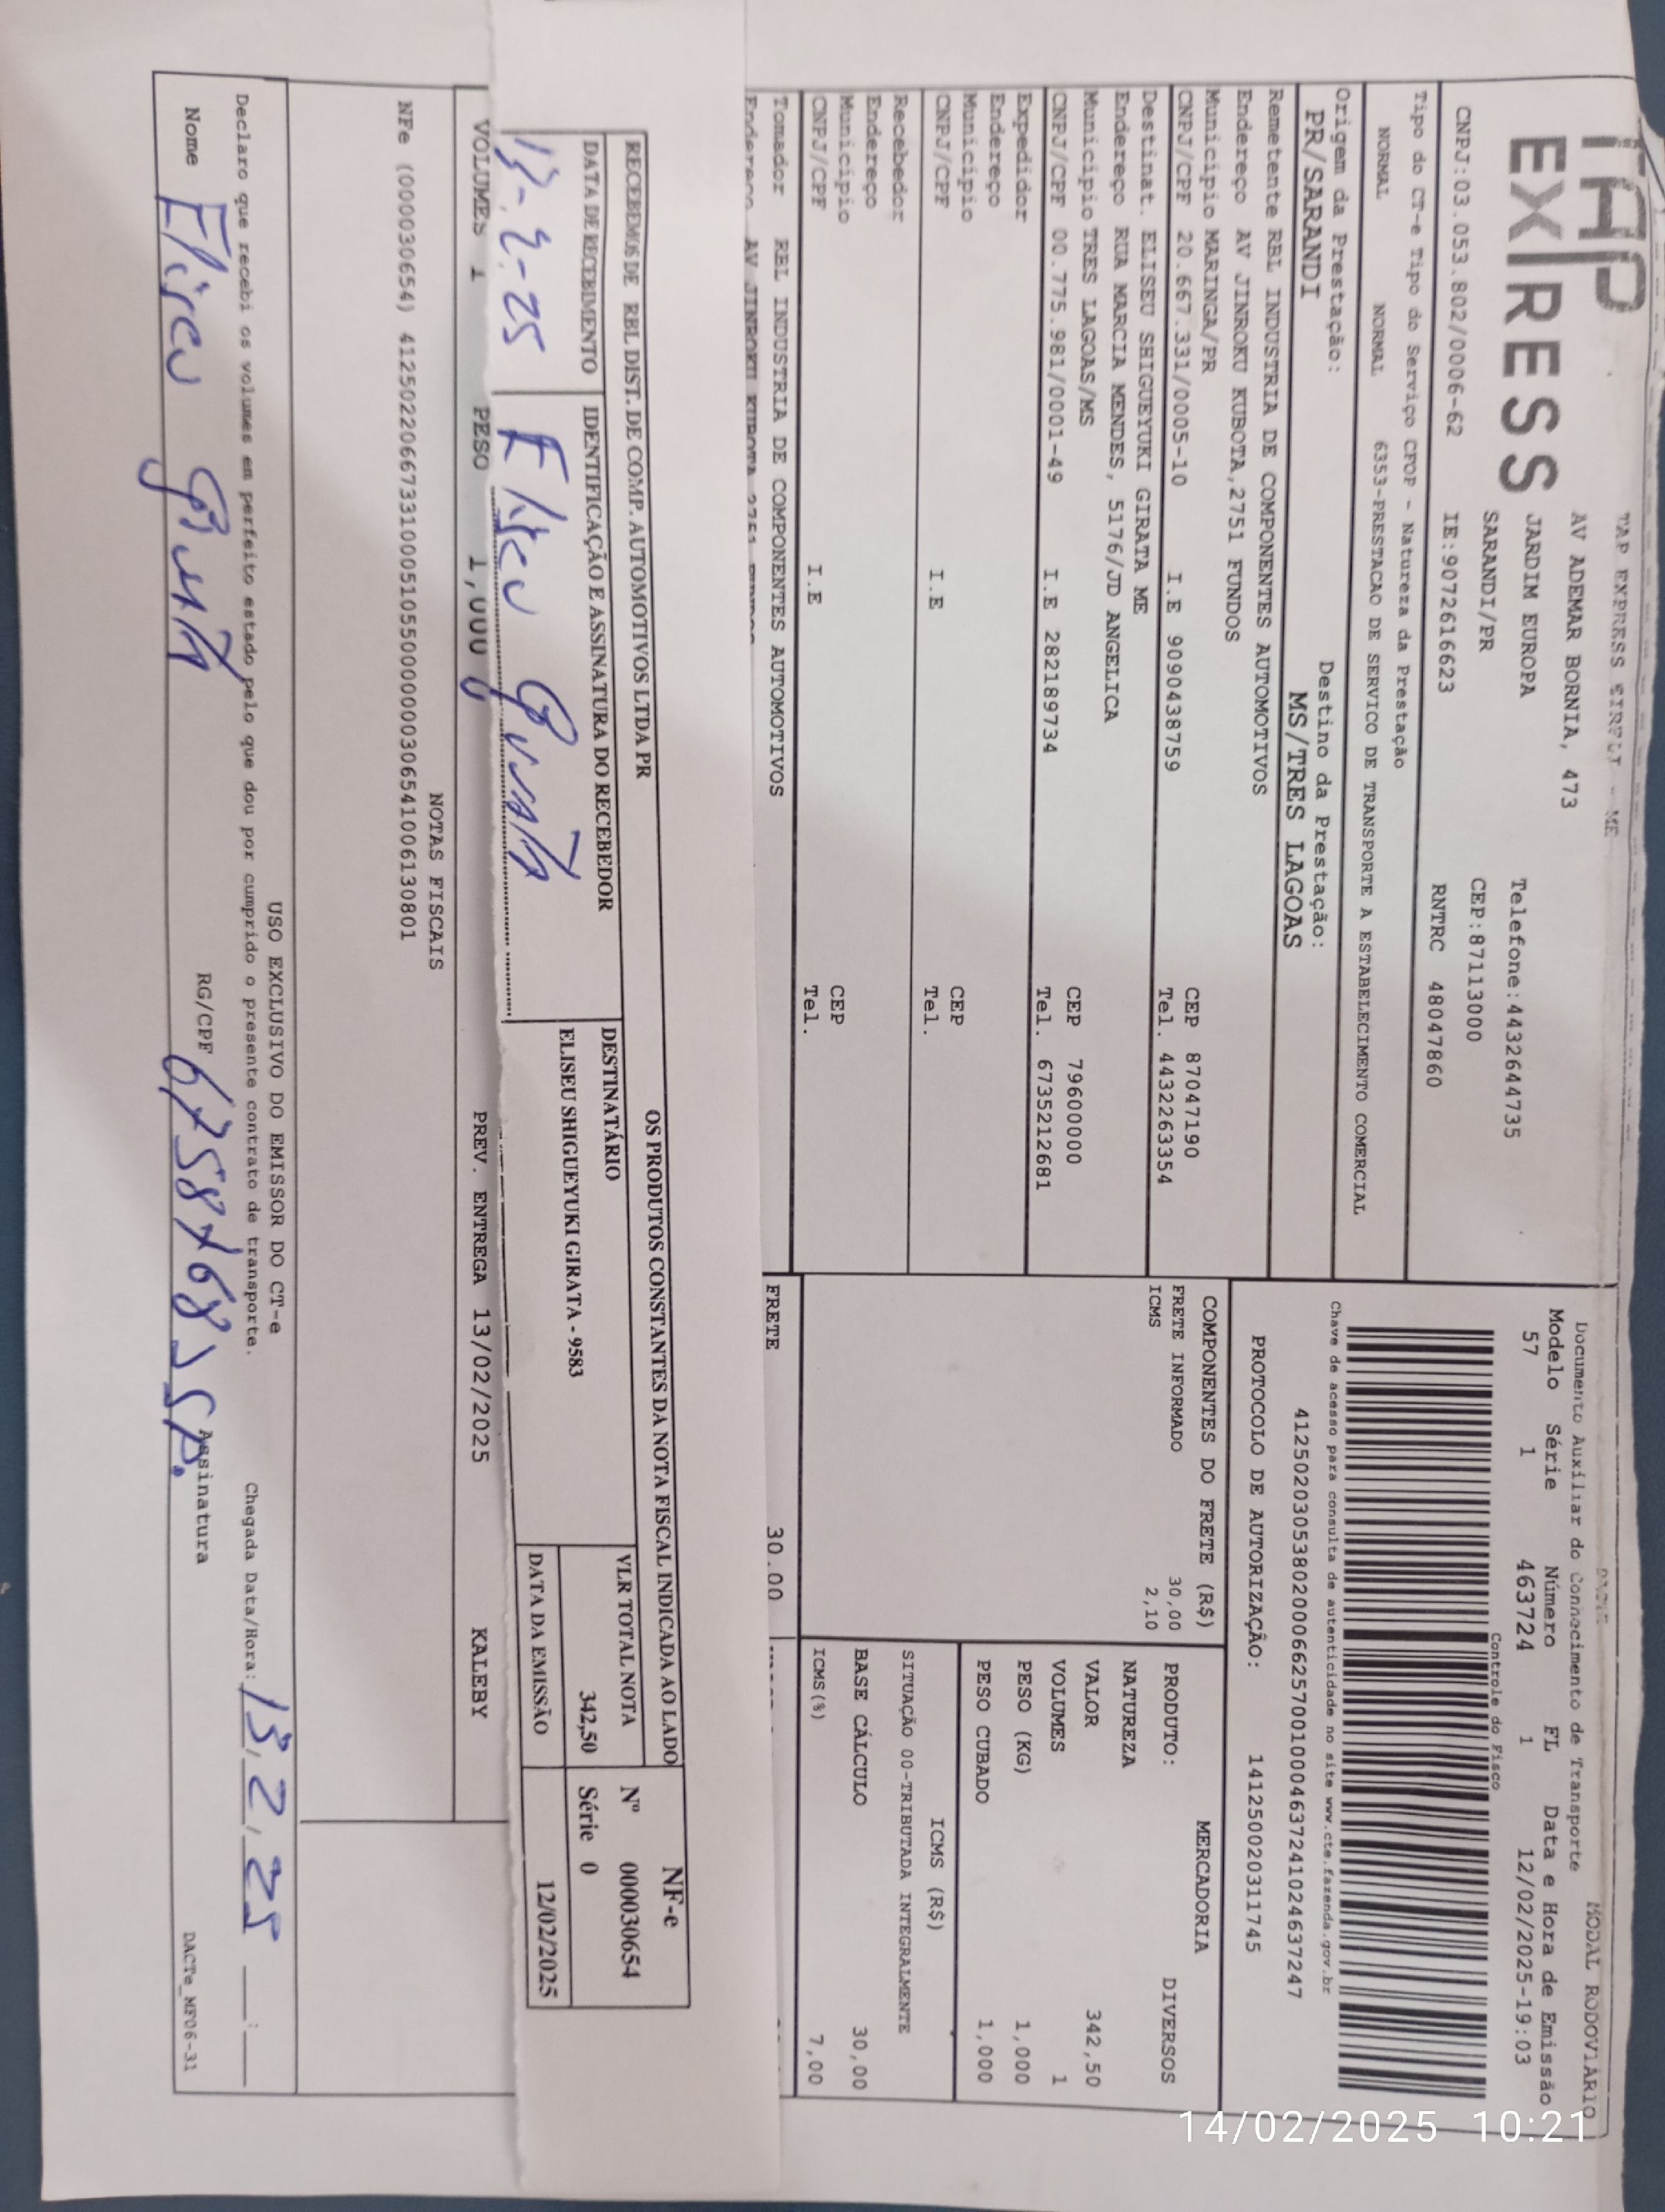 TAP EXPRESS EIRELI - ME
TAP
EXPRESS
AV ADEMAR BORNIA, 473
JARDIM EUROPA
Telefone:4432644735
SARANDI/PR
CEP:87113000
CNPJ:03.053.802/0006-62
IE:9072616623
RNTRC 48047860
Tipo do CT-e Tipo do Serviço CFOP - Natureza da Prestação
NORMAL NORMAL 6353-PRESTACAO DE SERVICO DE TRANSPORTE A ESTABELECIMENTO COMERCIAL
Origem da Prestação: Destino da Prestação:
PR/SARANDI MS/TRES LAGOAS
MODAL RODOVIÁRIO
Documento Auxiliar do Conhecimento de Transporte
Modelo Série Número FL Data e Hora de Emissão
57 1 463724 1 12/02/2025-19:03
Controle do Fisco
Chave de acesso para consulta de autenticidade no site www.cte.fazenda.gov.br
41250203053802000662570010004637241024637247
PROTOCOLO DE AUTORIZAÇÃO: 141250020311745
Remetente RBL INDUSTRIA DE COMPONENTES AUTOMOTIVOS
Endereço AV JINROKU KUBOTA,2751 FUNDOS
Município MARINGA/PR CEP 87047190
CNPJ/CPF 20.667.331/0005-10 I.E 9090438759 Tel. 44322263354
Destinat. ELISEU SHIGUEYUKI GIRATA ME
Endereço RUA MARCIA MENDES, 5176/JD ANGELICA
Município TRES LAGOAS/MS CEP 79600000
CNPJ/CPF 00.775.981/0001-49 I.E 282189734 Tel. 6735212681
Expedidor
Endereço
Município CEP
CNPJ/CPF I.E Tel.
Recebedor
Endereço
Município CEP
CNPJ/CPF I.E Tel.
Tomador RBL INDUSTRIA DE COMPONENTES AUTOMOTIVOS
Endereço AV JINROKU KUBOTA 2751 FUNDOS
COMPONENTES DO FRETE (R$)
FRETE INFORMADO 30,00
ICMS 2,10
MERCADORIA
PRODUTO: DIVERSOS
NATUREZA
VALOR 342,50
VOLUMES 1
PESO (KG) 1,000
PESO CUBADO 1,000
ICMS (R$)
SITUAÇÃO 00-TRIBUTADA INTEGRALMENTE
BASE CÁLCULO 30,00
ICMS(%) 7,00
FRETE 30.00
RECEBEMOS DE RBL DIST. DE COMP. AUTOMOTIVOS LTDA PR OS PRODUTOS CONSTANTES DA NOTA FISCAL INDICADA AO LADO
DATA DE RECEBIMENTO IDENTIFICAÇÃO E ASSINATURA DO RECEBEDOR
13-2-25 Eliseu Girata
DESTINATÁRIO
ELISEU SHIGUEYUKI GIRATA - 9583
VLR TOTAL NOTA
342,50
DATA DA EMISSÃO
12/02/2025
NF-e
Nº 000030654
Série 0
VOLUMES 1 PESO 1,000 PREV. ENTREGA 13/02/2025 KALEBY
NOTAS FISCAIS
NFe (000030654) 41250220667331000510550000000306541006130801
USO EXCLUSIVO DO EMISSOR DO CT-e
Declaro que recebi os volumes em perfeito estado pelo que dou por cumprido o presente contrato de transporte. Chegada Data/Hora: 13/2/25 __:__
Nome Eliseu Girata RG/CPF Assinatura
DACTe_MF06-31
14/02/2025 10:21